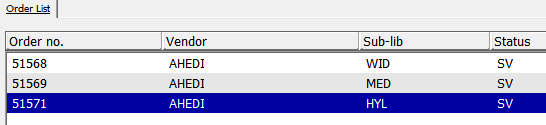 Order List
Order no. Vendor Sub-lib Status
51568 AHEDI WID SV
51569 AHEDI MED SV
51571 AHEDI HYL SV